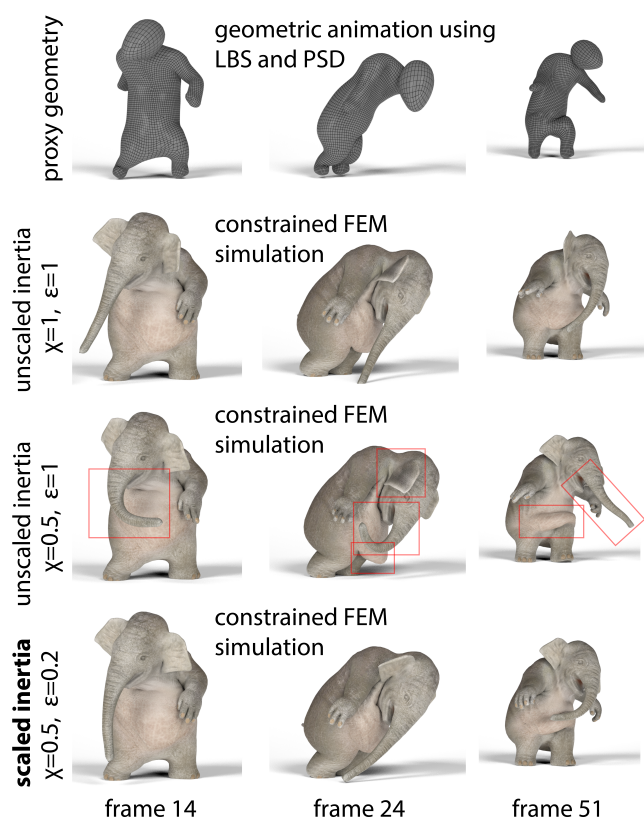 geometric animation using
LBS and PSD
proxy geometry
constrained FEM
simulation
unscaled inertia
χ=1, ε=1
constrained FEM
simulation
unscaled inertia
χ=0.5, ε=1
constrained FEM
simulation
scaled inertia
χ=0.5, ε=0.2
frame 14
frame 24
frame 51